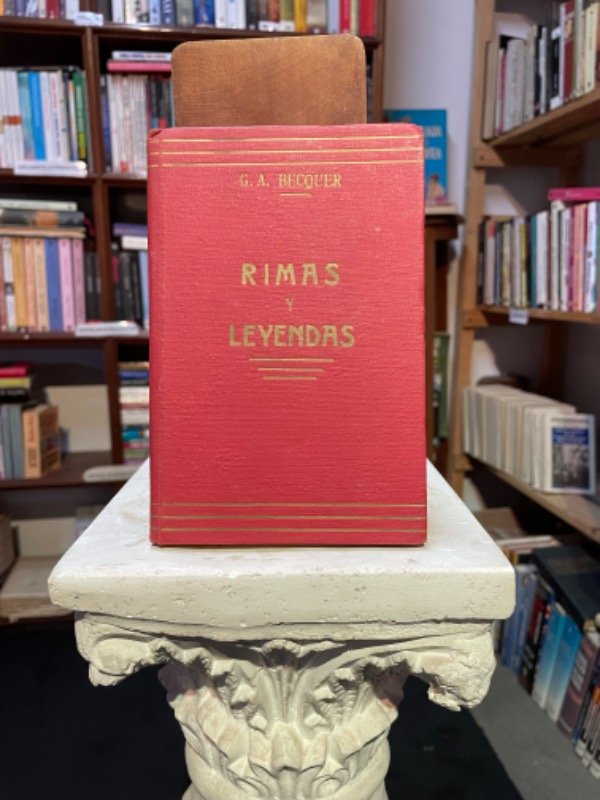 G. A. BECQUER
RIMAS
Y
LEYENDAS